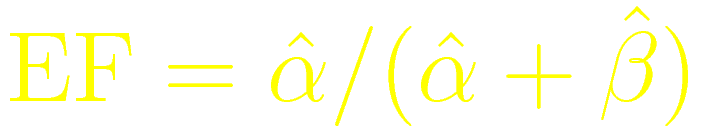 EF = α̂/(α̂ + β̂)